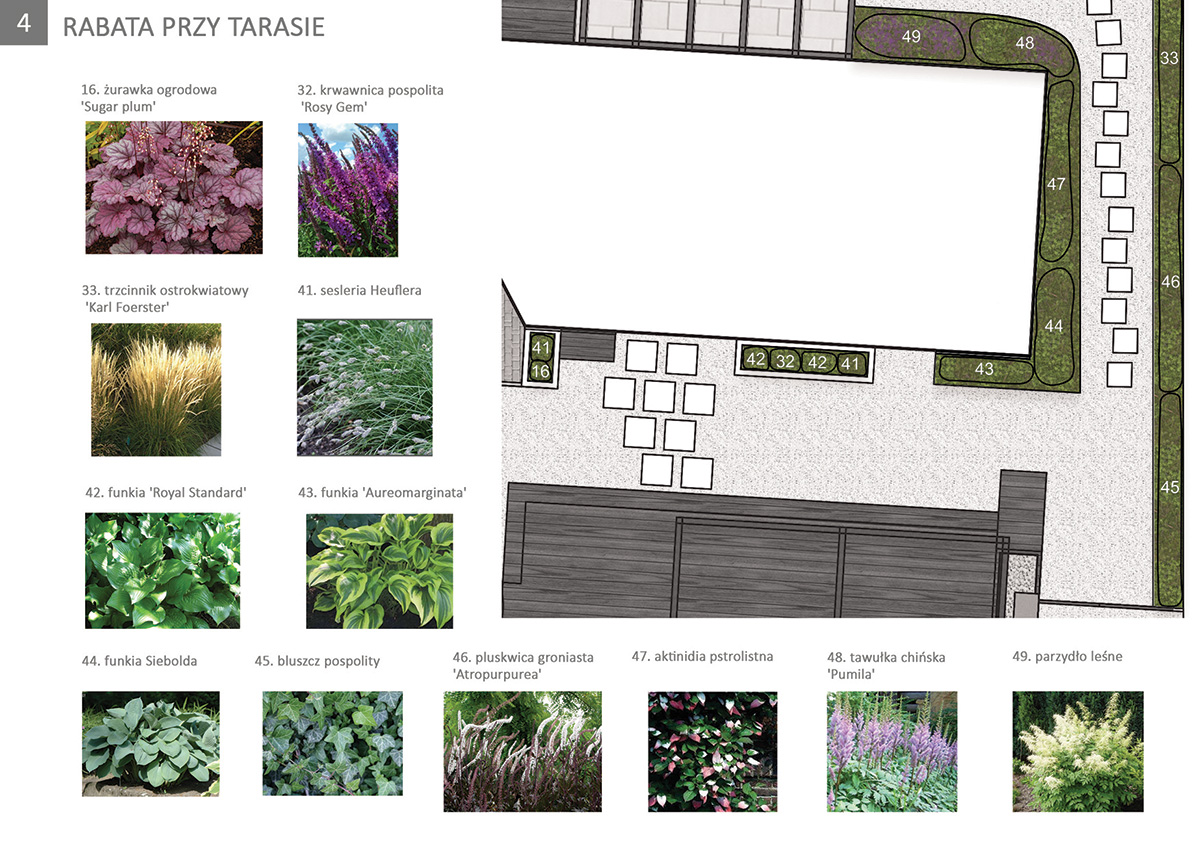 4
RABATA PRZY TARASIE
16. żurawka ogrodowa
'Sugar plum'
32. krwawnica pospolita
'Rosy Gem'
33. trzcinnik ostrokwiatowy
'Karl Foerster'
41. sesleria Heuflera
42. funkia 'Royal Standard'
43. funkia 'Aureomarginata'
44. funkia Siebolda
45. bluszcz pospolity
46. pluskwica groniasta
'Atropurpurea'
47. aktinidia pstrolistna
48. tawułka chińska
'Pumila'
49. parzydło leśne
49
48
33
47
46
44
41
16
42 32 42 41
43
45